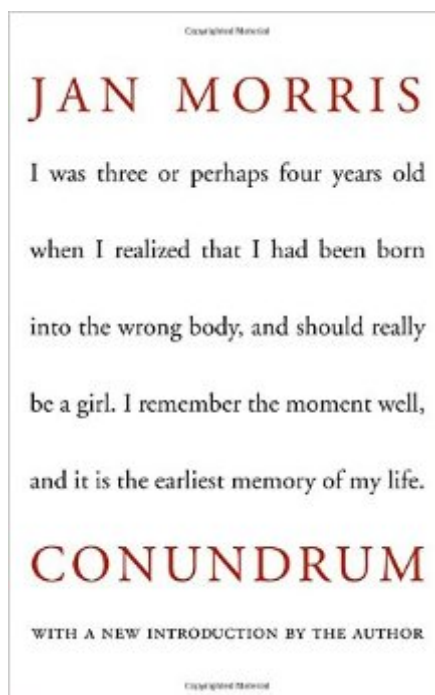 Copyrighted Material
JAN MORRIS
I was three or perhaps four years old
when I realized that I had been born
into the wrong body, and should really
be a girl. I remember the moment well,
and it is the earliest memory of my life.
CONUNDRUM
WITH A NEW INTRODUCTION BY THE AUTHOR
Copyrighted Material